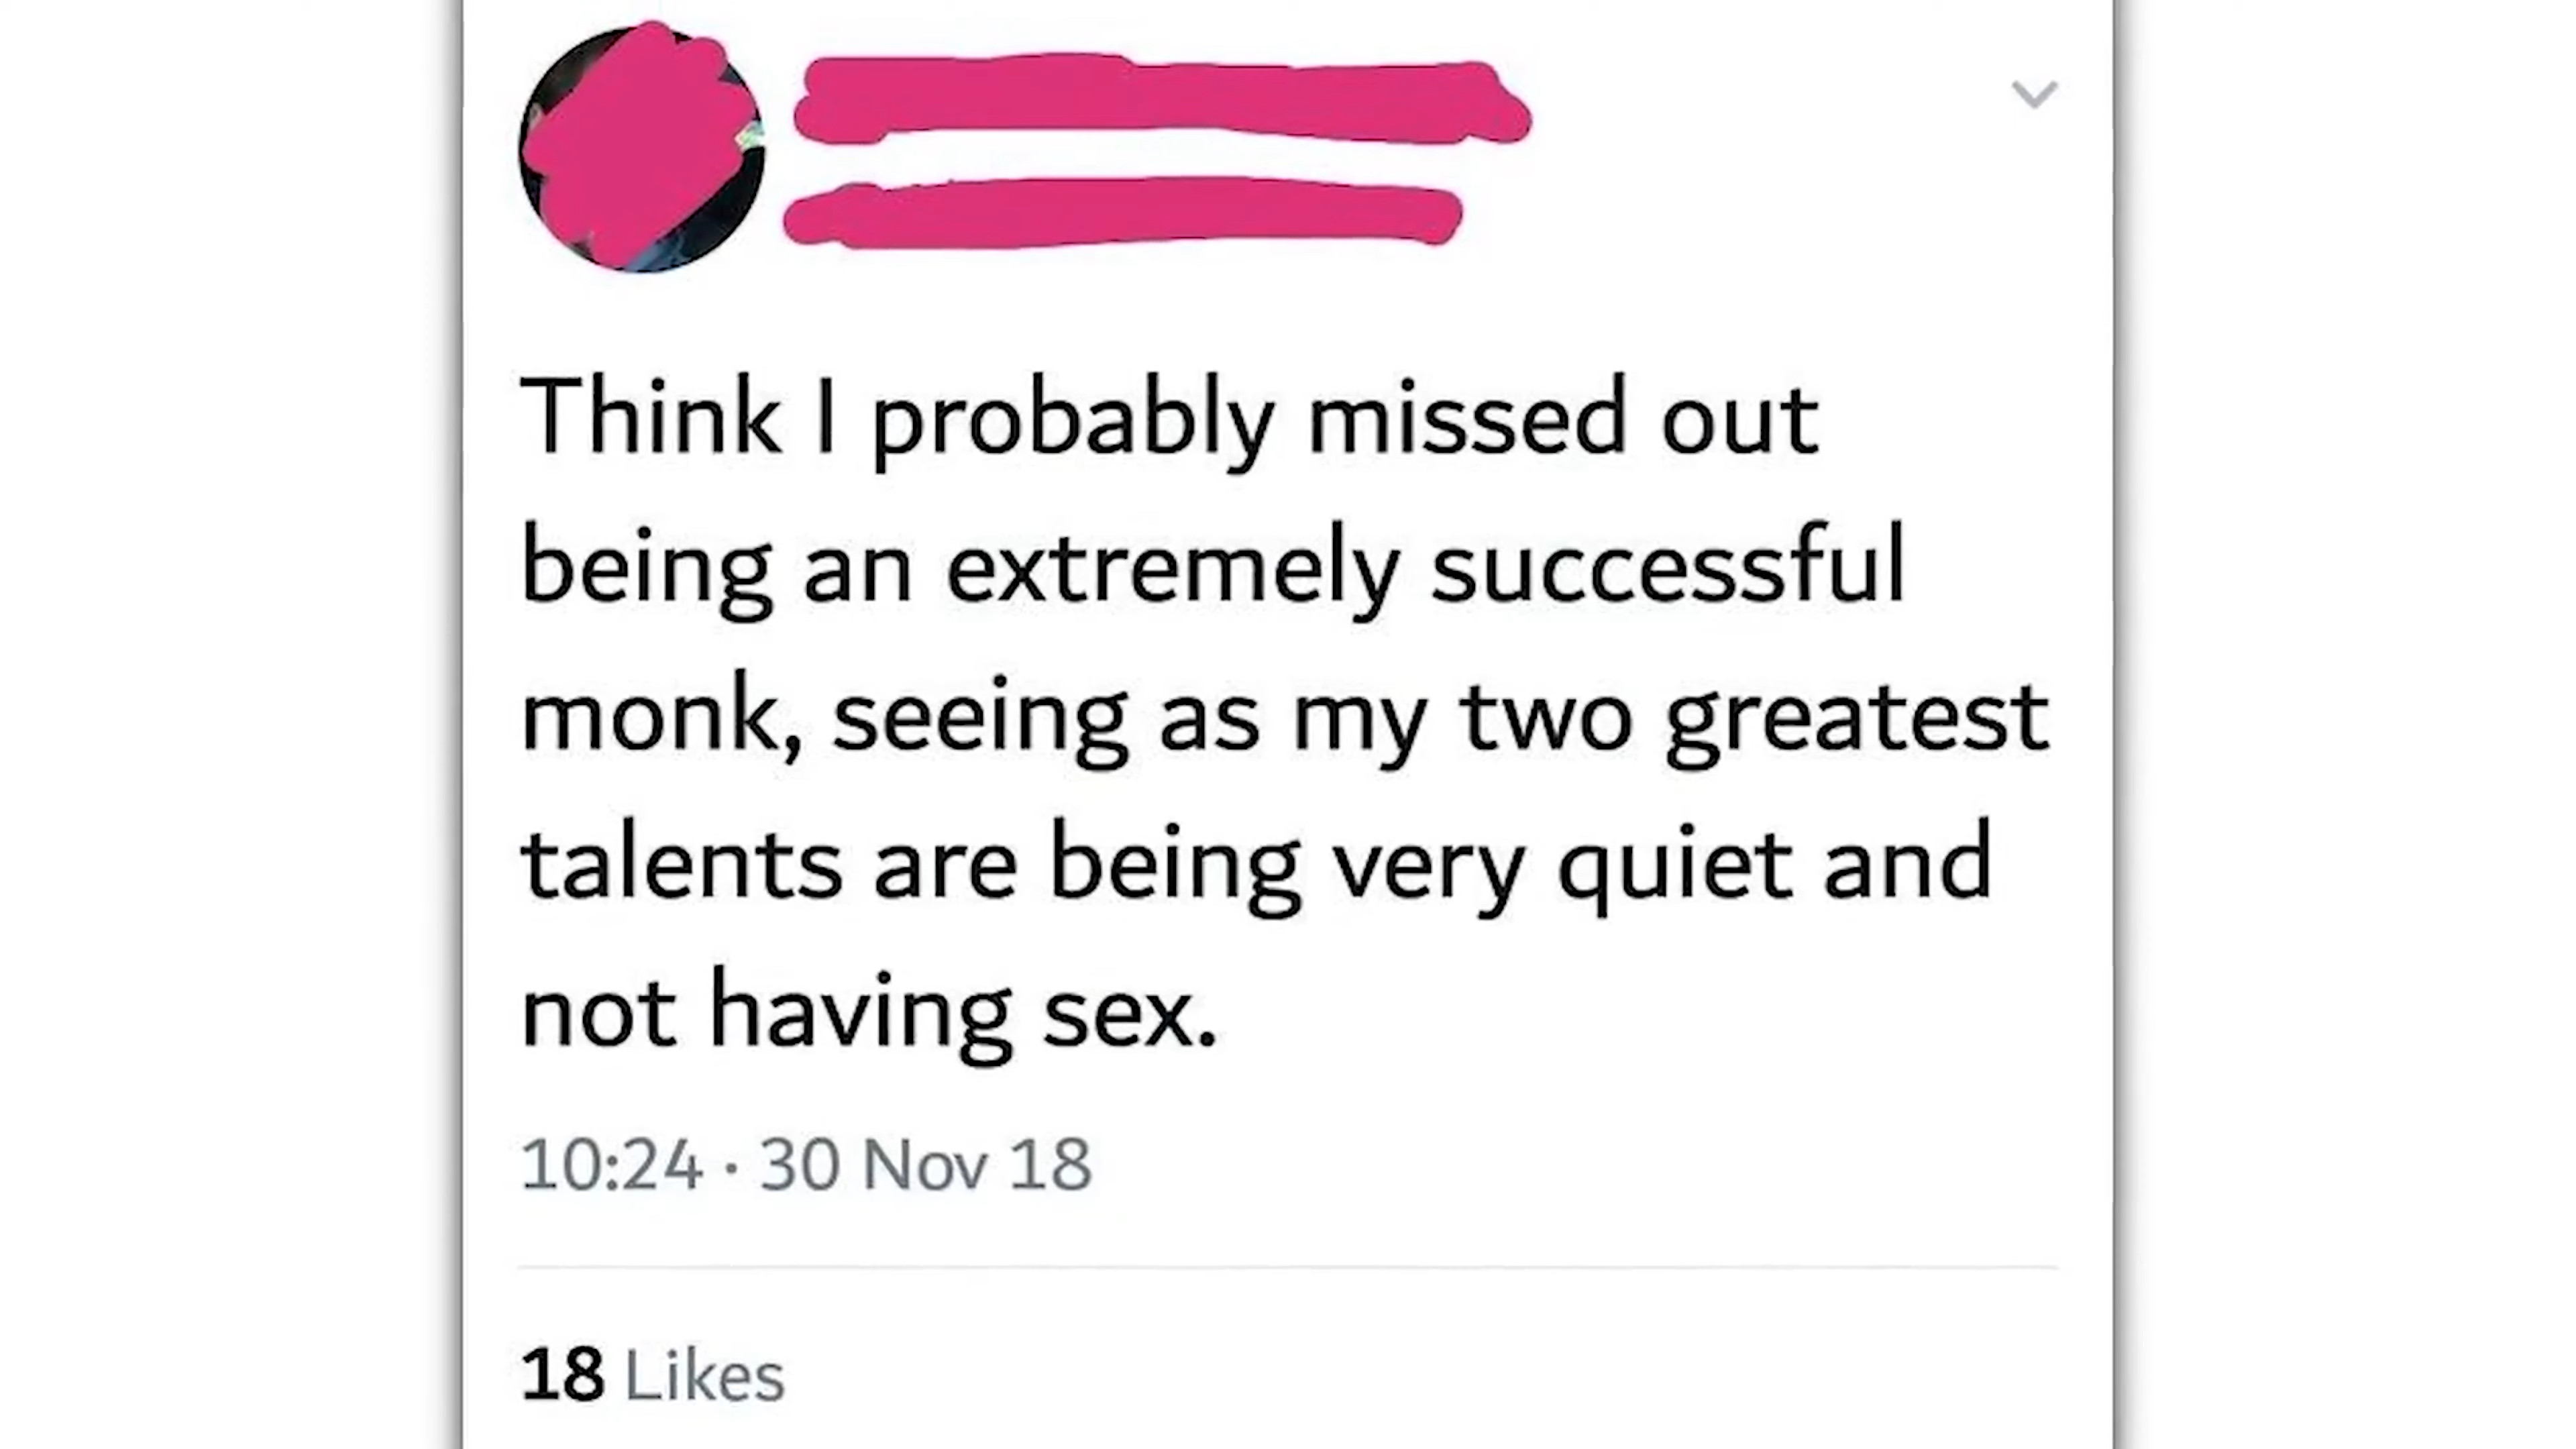 Think I probably missed out
being an extremely successful
monk, seeing as my two greatest
talents are being very quiet and
not having sex.
10:24 · 30 Nov 18
18 Likes